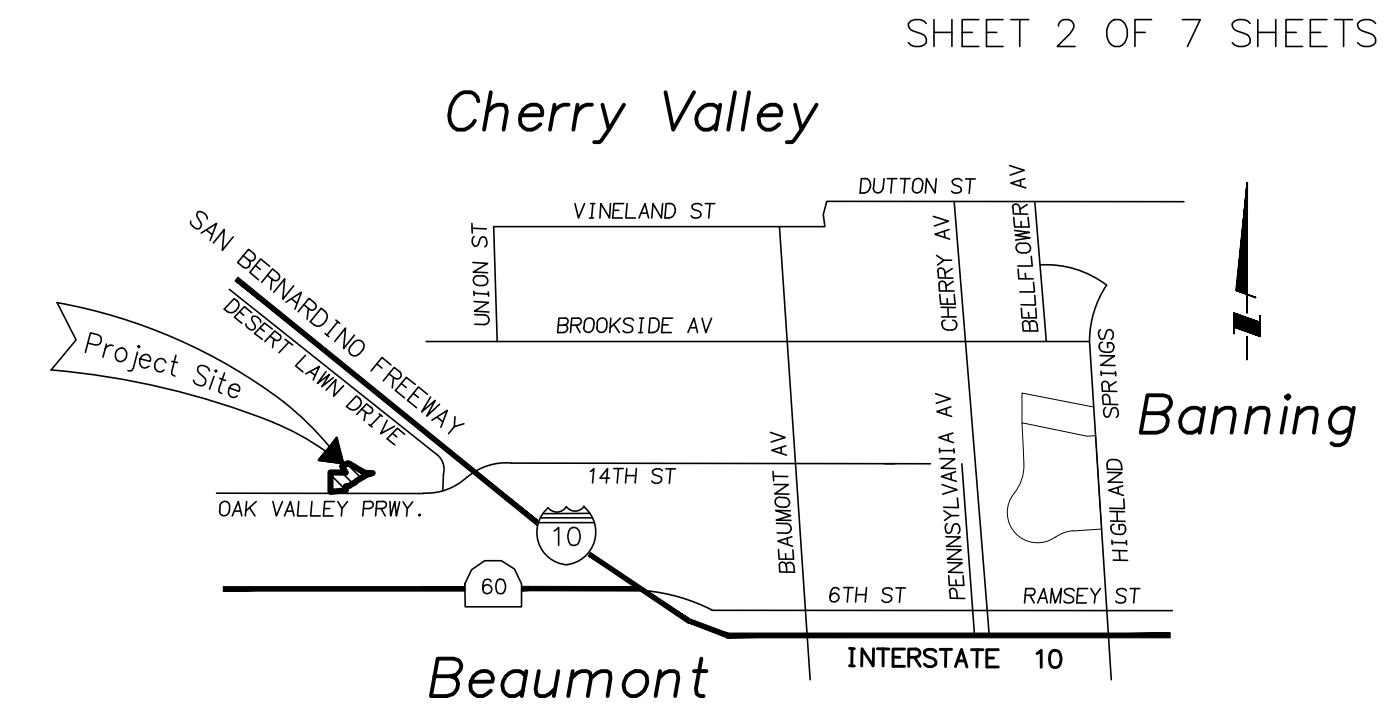 SHEET 2 OF 7 SHEETS
Cherry Valley
DUTTON ST
BELLFLOWER AV
VINELAND ST
SAN BERNARDINO FREEWAY
UNION ST
CHERRY AV
DESERT LAWN DRIVE
BROOKSIDE AV
Project Site
HIGHLAND SPRINGS
Banning
PENNNSYLVANIA AV
BEAUMONT AV
14TH ST
OAK VALLEY PRWY.
10
60
6TH ST
RAMSEY ST
INTERSTATE 10
Beaumont